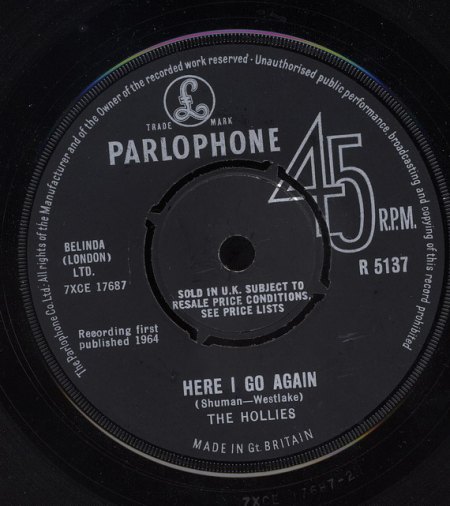 The Parlophone Co. Ltd. All rights of the Manufacturer and of the Owner of the recorded work reserved · Unauthorised public performance, broadcasting and copying of this record prohibited
£
TRADE MARK
PARLOPHONE
45
R.P.M.
R 5137
BELINDA
(LONDON)
LTD.
7XCE 17687
SOLD IN U.K. SUBJECT TO
RESALE PRICE CONDITIONS,
SEE PRICE LISTS
Recording first
published 1964
HERE I GO AGAIN
(Shuman—Westlake)
THE HOLLIES
MADE IN Gt. BRITAIN
7XCE 17687-2